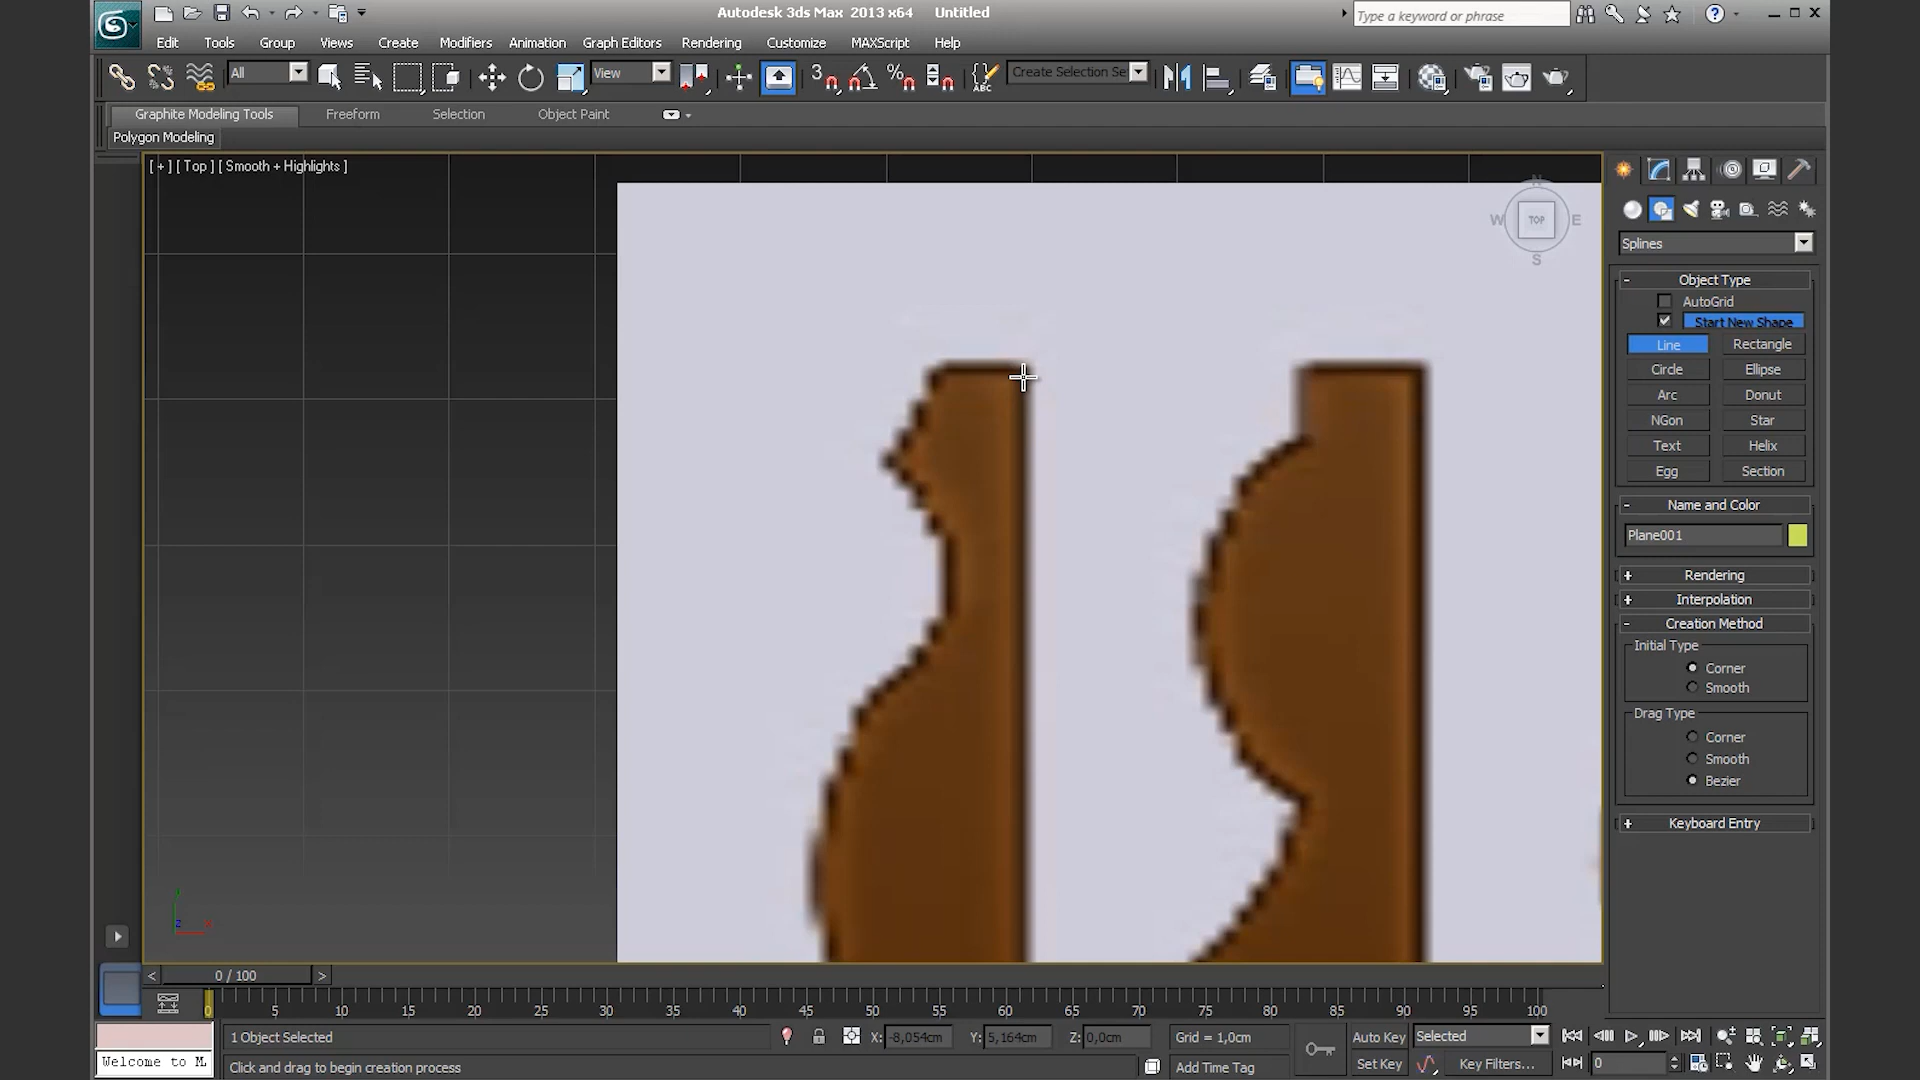 Autodesk 3ds Max 2013 x64 Untitled
Type a keyword or phrase
Edit Tools Group Views Create Modifiers Animation Graph Editors Rendering Customize MAXScript Help
All View 3 % ABC Create Selection Se
Graphite Modeling Tools Freeform Selection Object Paint
Polygon Modeling
[ + ] [ Top ] [ Smooth + Highlights ]
N
W TOP E
S
Splines
- Object Type
AutoGrid
Start New Shape
Line Rectangle
Circle Ellipse
Arc Donut
NGon Star
Text Helix
Egg Section
- Name and Color
Plane001
+ Rendering
+ Interpolation
- Creation Method
Initial Type
Corner
Smooth
Drag Type
Corner
Smooth
Bezier
+ Keyboard Entry
z x
< 0 / 100 >
0 5 10 15 20 25 30 35 40 45 50 55 60 65 70 75 80 85 90 95 100
1 Object Selected X: -8,054cm Y: 5,164cm Z: 0,0cm Grid = 1,0cm Auto Key Selected
Welcome to M. Click and drag to begin creation process Add Time Tag Set Key Key Filters... 0